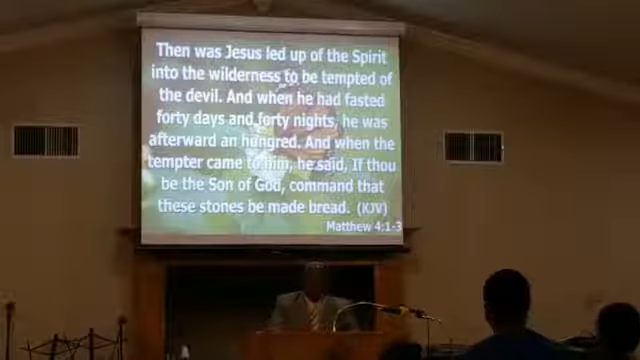 Then was Jesus led up of the Spirit
into the wilderness to be tempted of
the devil. And when he had fasted
forty days and forty nights, he was
afterward an hungred. And when the
tempter came to him, he said, If thou
be the Son of God, command that
these stones be made bread. (KJV)
Matthew 4:1-3